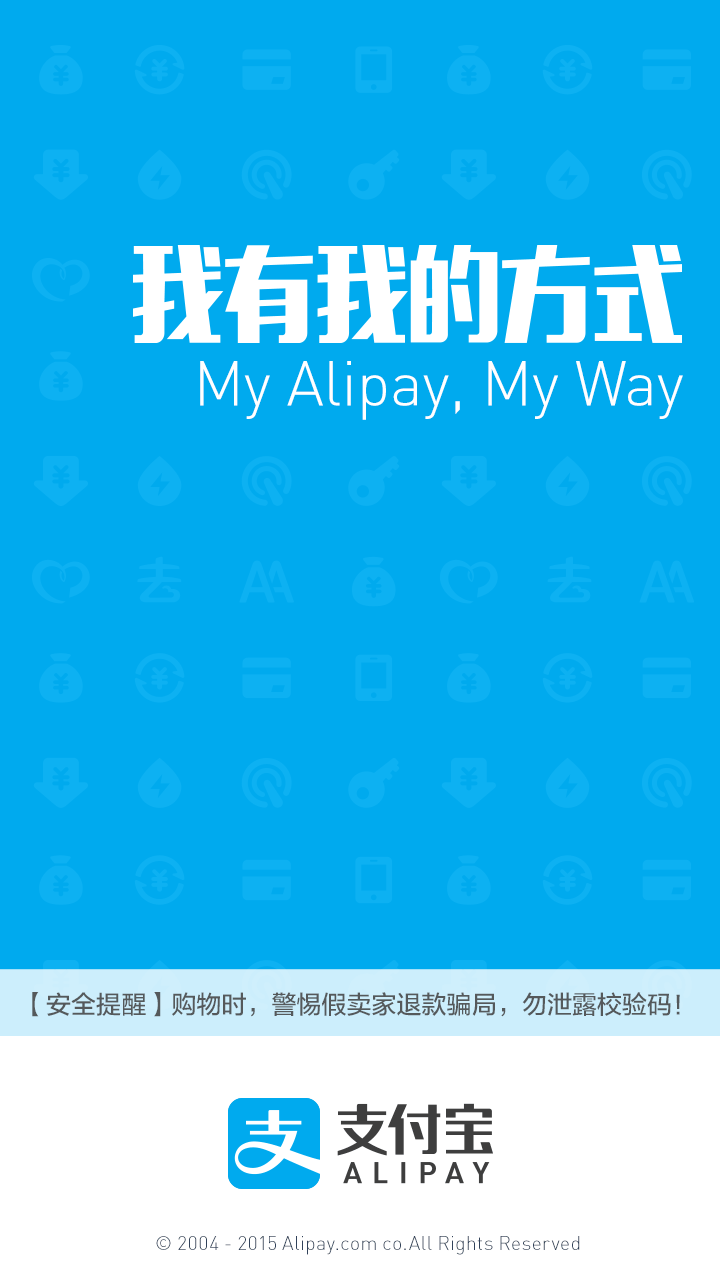 我有我的方式
My Alipay, My Way
【安全提醒】购物时，警惕假卖家退款骗局，勿泄露校验码！
支 支付宝
ALIPAY
© 2004 - 2015 Alipay.com co.All Rights Reserved